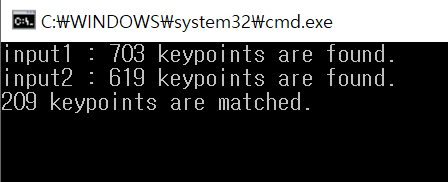 C:₩WINDOWS₩system32₩cmd.exe
input1 : 703 keypoints are found.
input2 : 619 keypoints are found.
209 keypoints are matched.